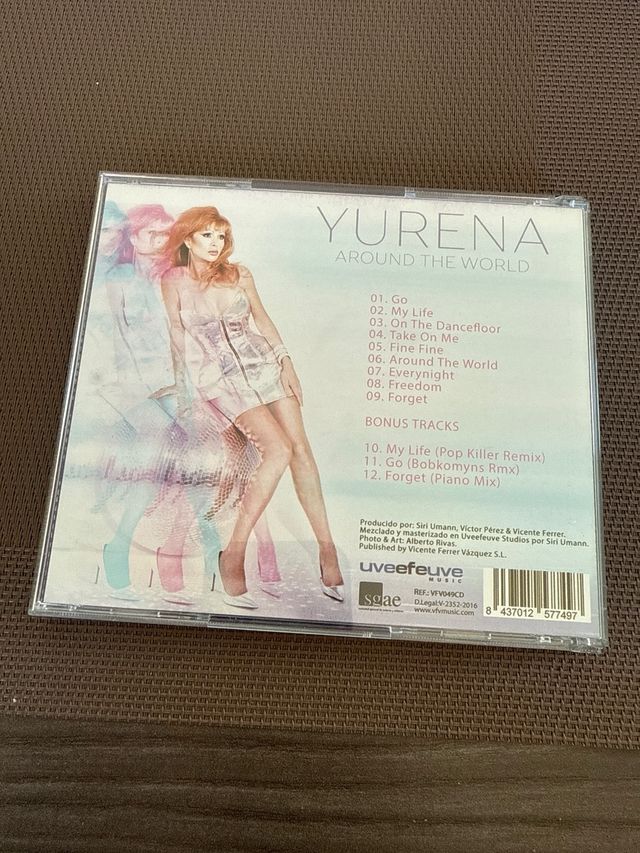 YURENA
AROUND THE WORLD
01. Go
02. My Life
03. On The Dancefloor
04. Take On Me
05. Fine Fine
06. Around The World
07. Everynight
08. Freedom
09. Forget
BONUS TRACKS
10. My Life (Pop Killer Remix)
11. Go (Bobkomyns Rmx)
12. Forget (Piano Mix)
Producido por: Siri Umann, Víctor Pérez & Vicente Ferrer.
Mezclado y masterizado en Uveefeuve Studios por Siri Umann.
Photo & Art: Alberto Rivas.
Published by Vicente Ferrer Vázquez S.L.
uveefeuve
MUSIC
sgae
REF.: VFV049CD
D.Legal:V-2352-2016
www.vfvmusic.com
8 437012 577497